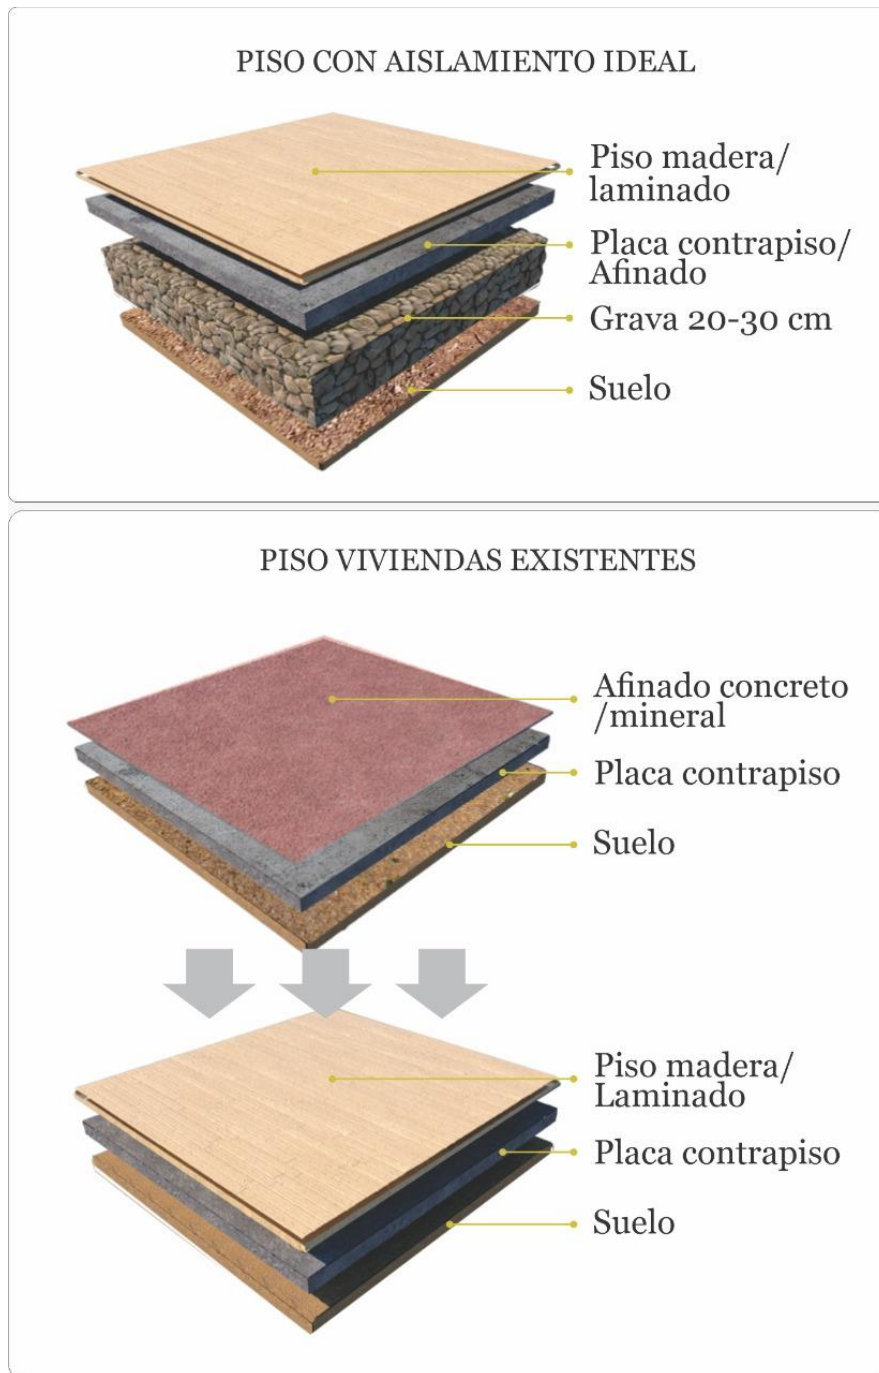 PISO CON AISLAMIENTO IDEAL
Piso madera/
laminado
Placa contrapiso/
Afinado
Grava 20-30 cm
Suelo
PISO VIVIENDAS EXISTENTES
Afinado concreto
/mineral
Placa contrapiso
Suelo
Piso madera/
Laminado
Placa contrapiso
Suelo